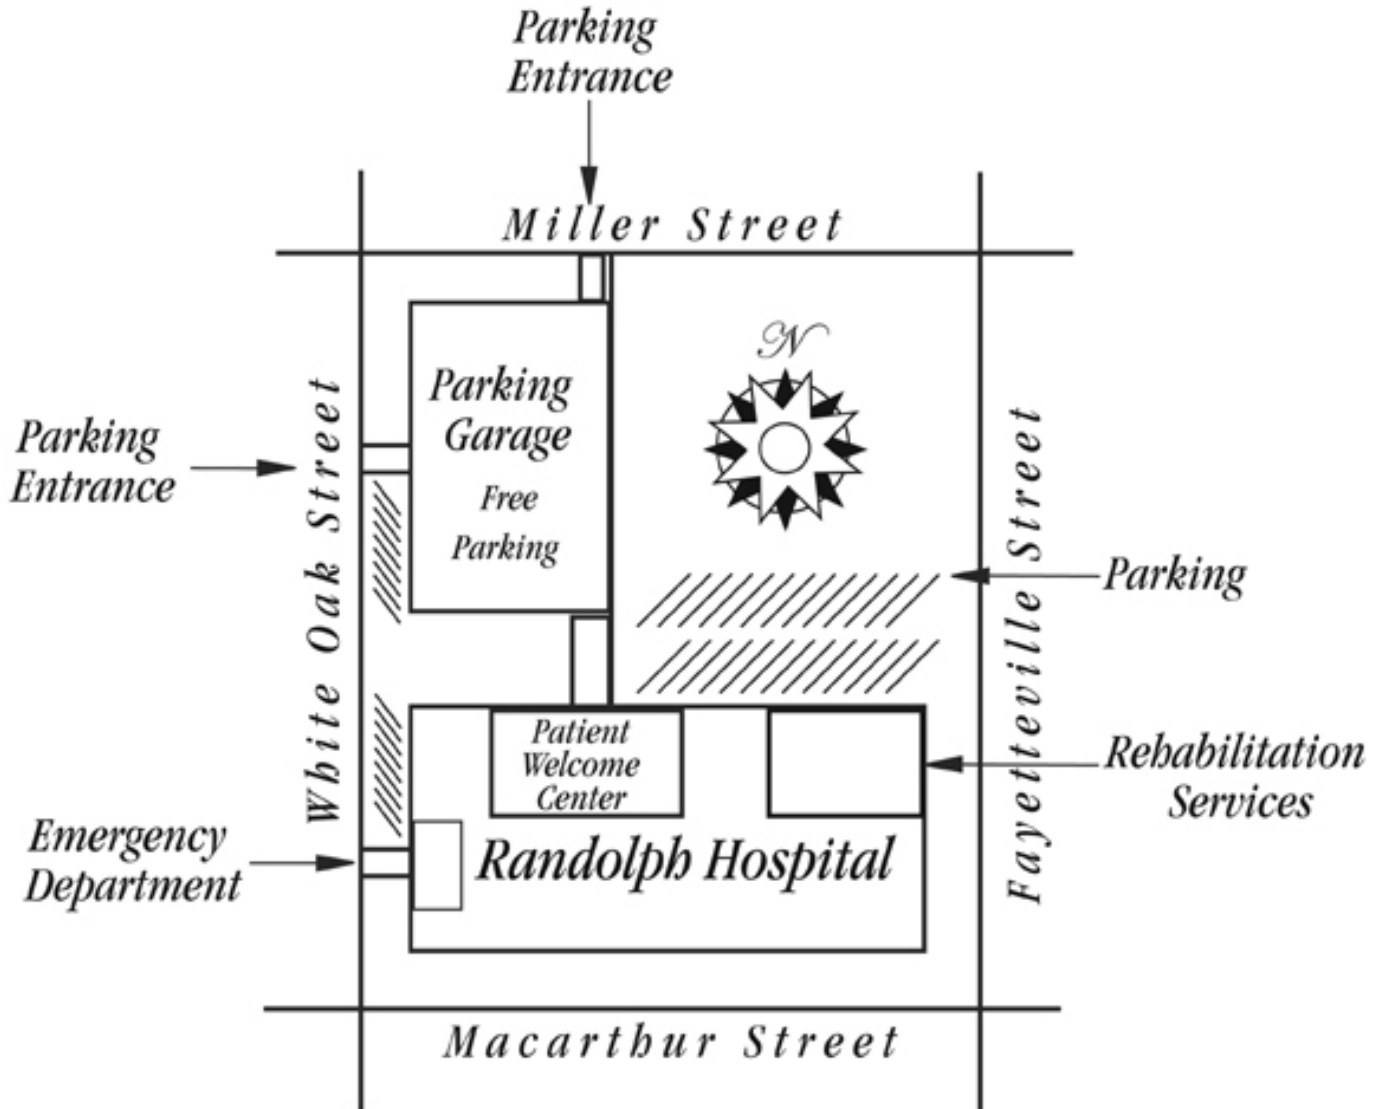 Parking
Entrance
Miller Street
N
Parking
Garage
Free
Parking
Parking
Entrance
White Oak Street
Fayetteville Street
Parking
Patient
Welcome
Center
Rehabilitation
Services
Emergency
Department
Randolph Hospital
Macarthur Street